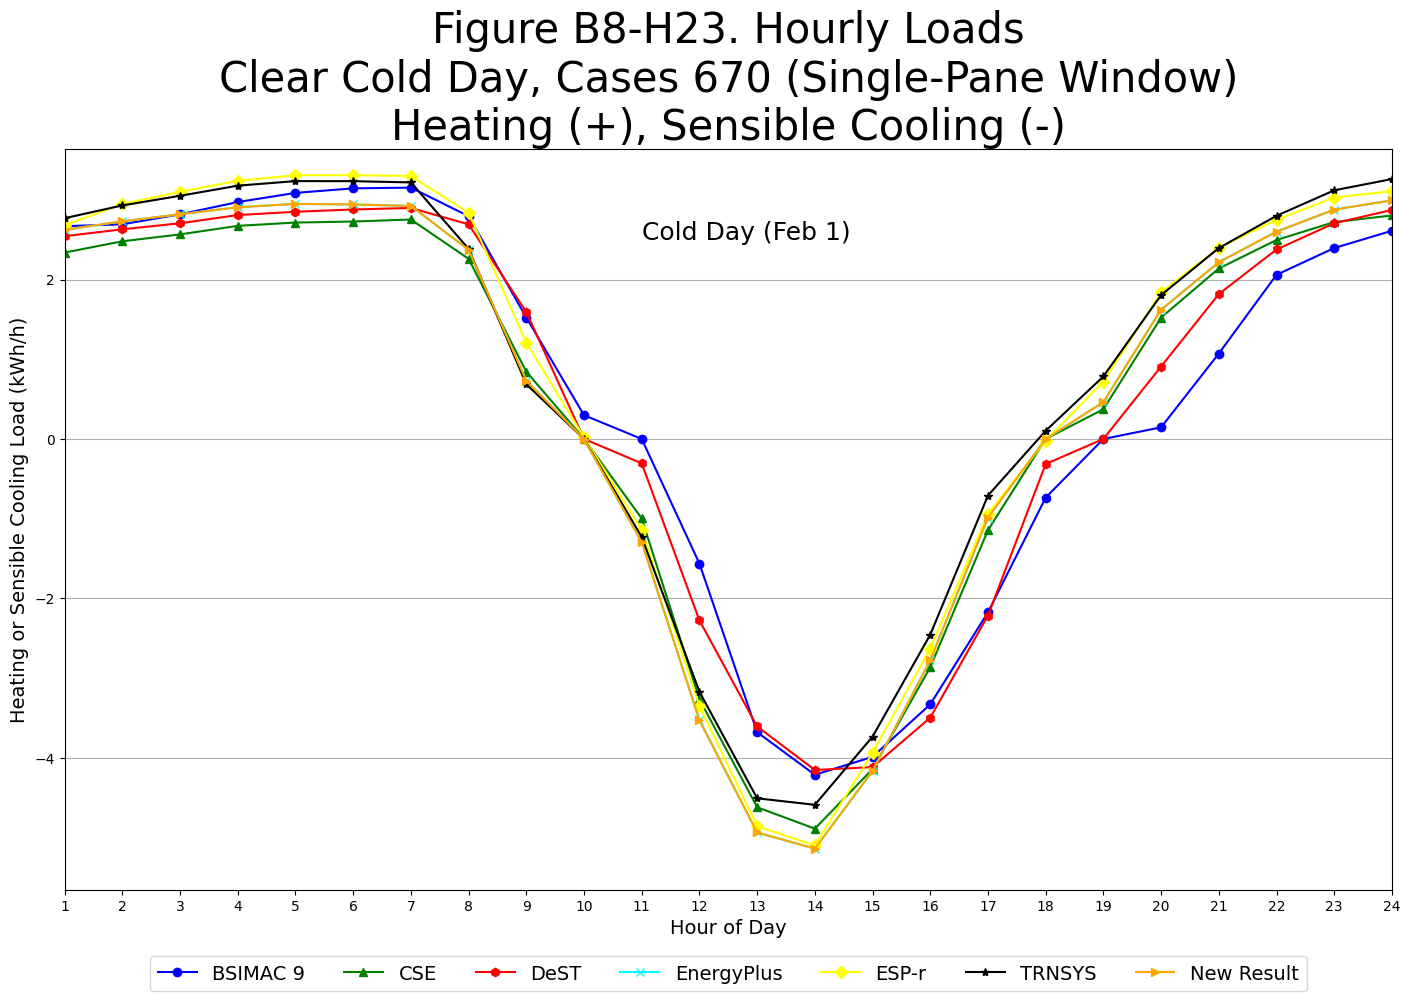 Figure B8-H23. Hourly Loads
Clear Cold Day, Cases 670 (Single-Pane Window)
Heating (+), Sensible Cooling (-)
Cold Day (Feb 1)
Heating or Sensible Cooling Load (kWh/h)
2
0
−2
−4
1 2 3 4 5 6 7 8 9 10 11 12 13 14 15 16 17 18 19 20 21 22 23 24
Hour of Day
BSIMAC 9 CSE DeST EnergyPlus ESP-r TRNSYS New Result